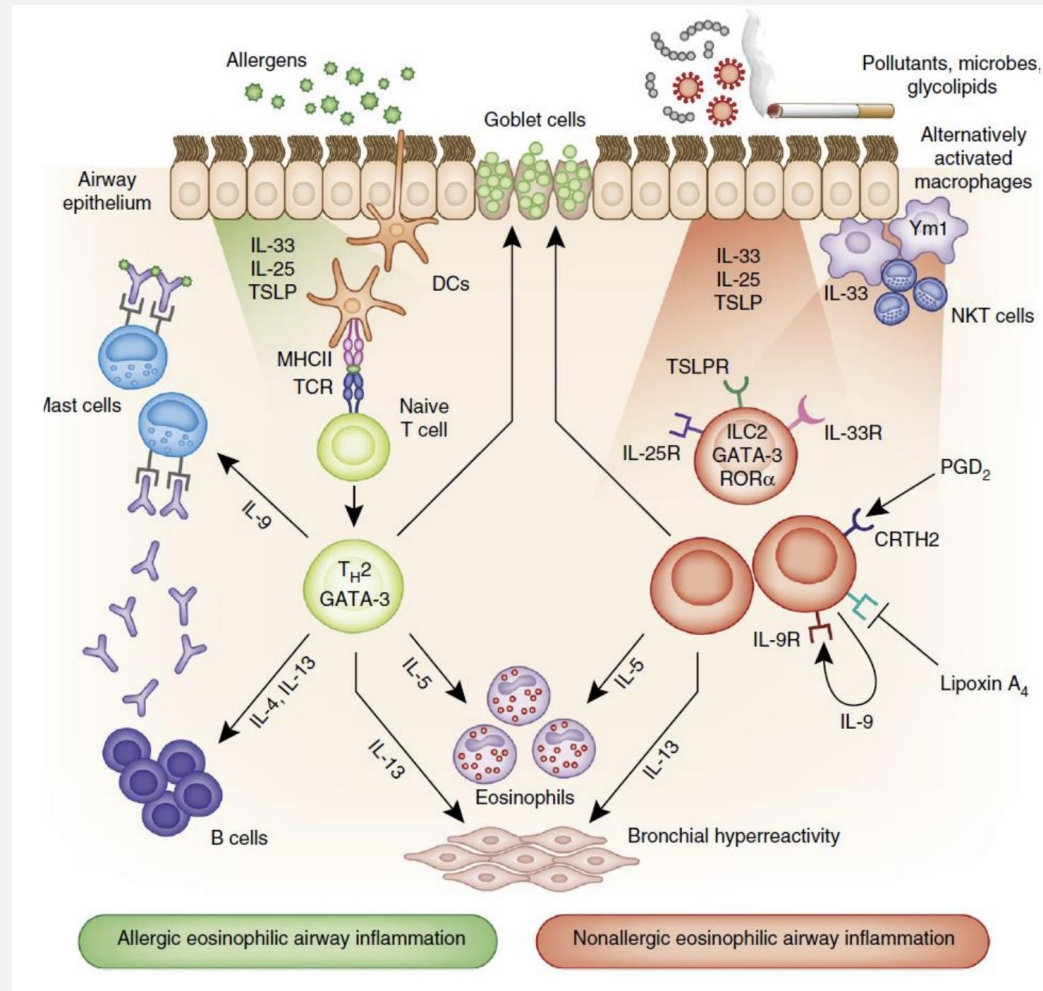 Allergens
Pollutants, microbes,
glycolipids
Goblet cells
Alternatively
activated
macrophages
Airway
epithelium
Ym1
IL-33
IL-25
TSLP
DCs
IL-33
IL-25
TSLP
IL-33
NKT cells
MHCII
TCR
TSLPR
Mast cells
Naive
T cell
IL-25R
ILC2
GATA-3
RORα
IL-33R
PGD2
IL-9
CRTH2
TH2
GATA-3
IL-9R
IL-4, IL-13
IL-5
IL-5
Lipoxin A4
IL-9
IL-13
IL-13
Eosinophils
B cells
Bronchial hyperreactivity
Allergic eosinophilic airway inflammation
Nonallergic eosinophilic airway inflammation